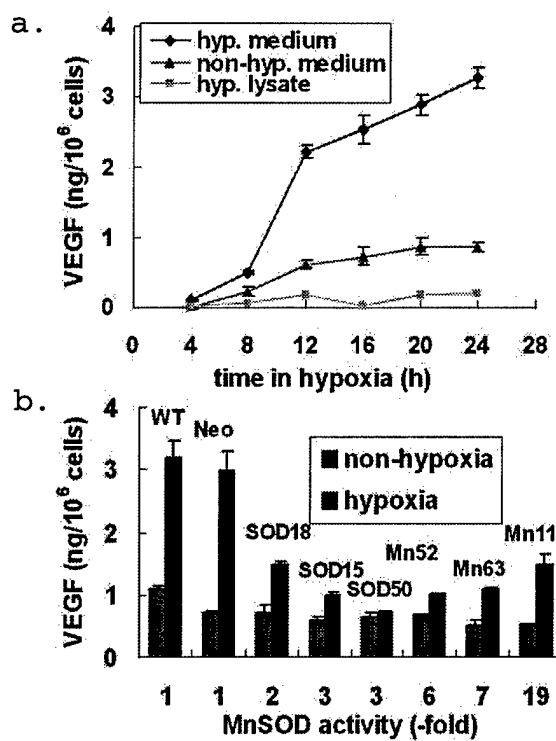 a.
hyp. medium
non-hyp. medium
hyp. lysate
VEGF (ng/10⁶ cells)
4
3
2
1
0
0 4 8 12 16 20 24 28
time in hypoxia (h)
b.
VEGF (ng/10⁶ cells)
4
3
2
1
0
WT
Neo
SOD18
SOD15
SOD50
Mn52
Mn63
Mn11
non-hypoxia
hypoxia
1 1 2 3 3 6 7 19
MnSOD activity (-fold)